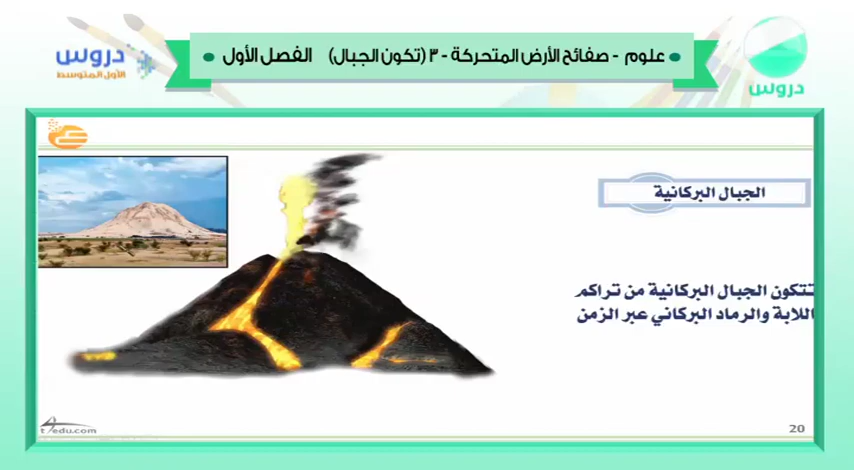 علوم - صفائح الأرض المتحركة - ٣ (تكون الجبال) الفصل الأول
دروس
الأول المتوسط
دروس
الجبال البركانية
تتكون الجبال البركانية من تراكم
اللابة والرماد البركاني عبر الزمن
t4edu.com
20